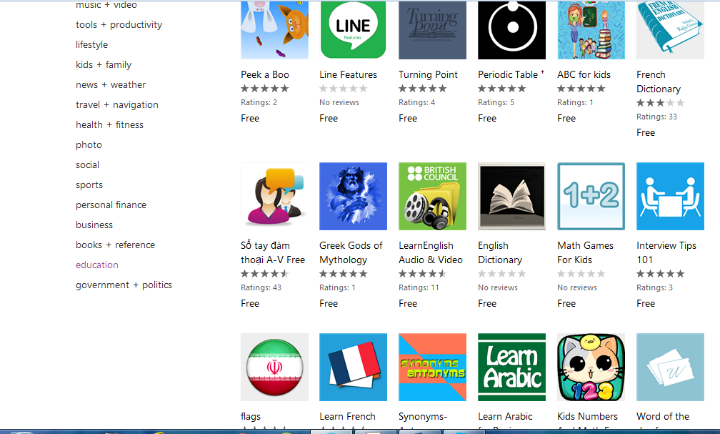 music + video
tools + productivity
lifestyle
kids + family
news + weather
travel + navigation
health + fitness
photo
social
sports
personal finance
business
books + reference
education
government + politics
LINE
Features
Turning
Point
FRENCH
ENGLISH
DICTIONARY
Peek a Boo
Ratings: 2
Free
Line Features
No reviews
Free
Turning Point
Ratings: 4
Free
Periodic Table +
Ratings: 5
Free
ABC for kids
Ratings: 1
Free
French
Dictionary
Ratings: 33
Free
BRITISH
COUNCIL
1+2
Sổ tay đàm
thoại A-V Free
Ratings: 43
Free
Greek Gods of
Mythology
Ratings: 1
Free
LearnEnglish
Audio & Video
Ratings: 11
Free
English
Dictionary
No reviews
Free
Math Games
For Kids
No reviews
Free
Interview Tips
101
Ratings: 3
Free
SYNONYMS
ANTONYMS
Learn
Arabic
123
w
flags
Learn French
Synonyms-
Learn Arabic
Kids Numbers
Word of the